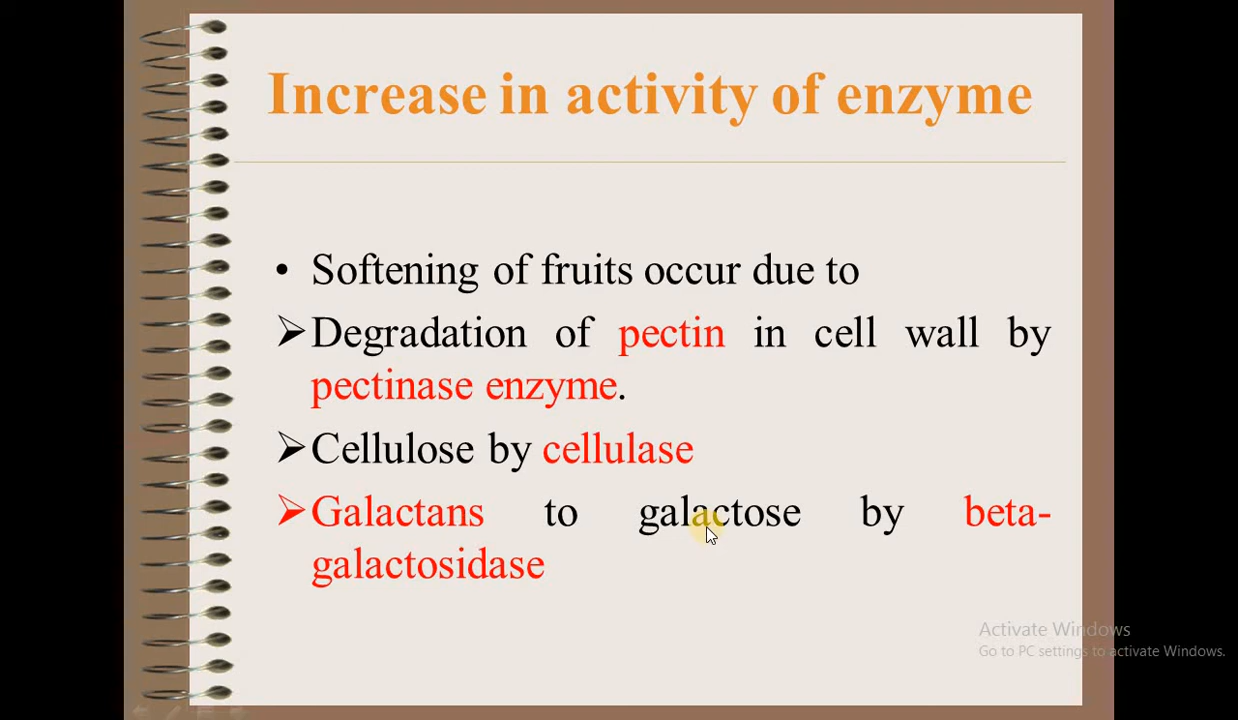 Increase in activity of enzyme
• Softening of fruits occur due to
➢Degradation of pectin in cell wall by
pectinase enzyme.
➢Cellulose by cellulase
➢Galactans to galactose by beta-
galactosidase
Activate Windows
Go to PC settings to activate Windows.